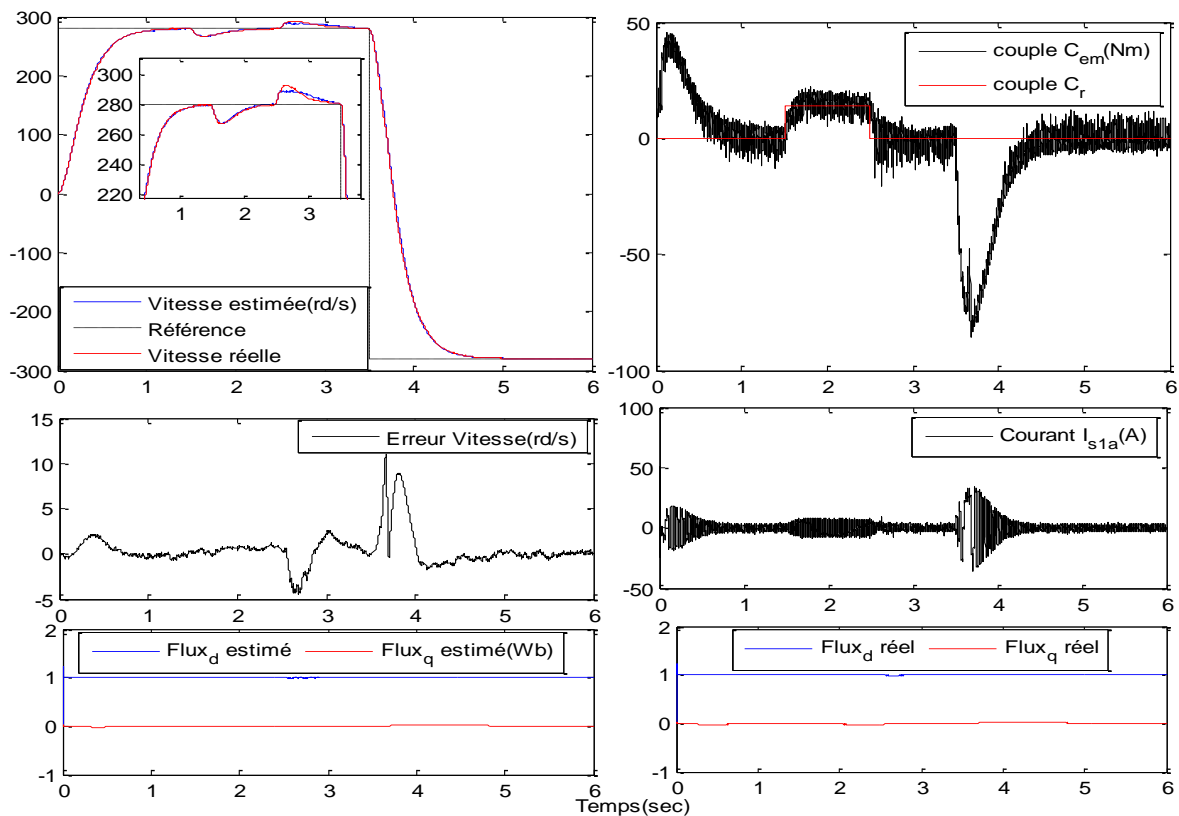 300
200
100
0
-100
-200
-300
0 1 2 3 4 5 6
300
280
260
240
220
1 2 3
Vitesse estimée(rd/s)
Référence
Vitesse réelle
50
0
-50
-100
0 1 2 3 4 5 6
couple C_em(Nm)
couple C_r
15
10
5
0
-5
0 1 2 3 4 5 6
Erreur Vitesse(rd/s)
100
50
0
-50
0 1 2 3 4 5 6
Courant I_s1a(A)
2
1
0
-1
0 1 2 3 4 5 6
Flux_d estimé Flux_q estimé(Wb)
2
1
0
-1
0 1 2 3 4 5 6
Flux_d réel Flux_q réel
Temps(sec)